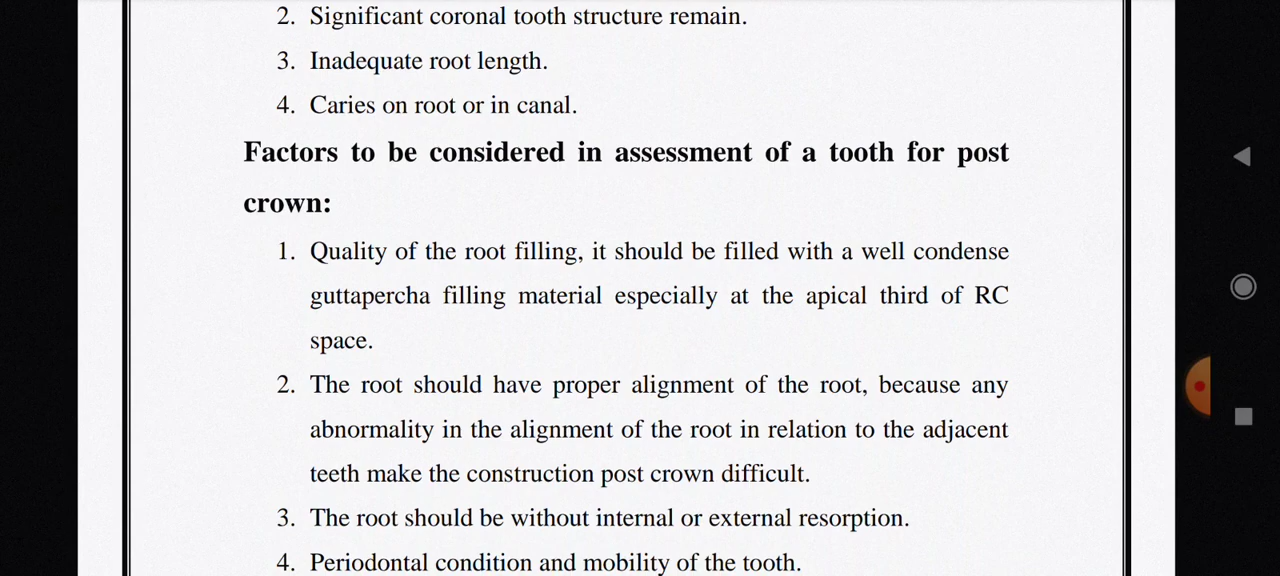 2. Significant coronal tooth structure remain.
3. Inadequate root length.
4. Caries on root or in canal.
Factors to be considered in assessment of a tooth for post
crown:
1. Quality of the root filling, it should be filled with a well condense
guttapercha filling material especially at the apical third of RC
space.
2. The root should have proper alignment of the root, because any
abnormality in the alignment of the root in relation to the adjacent
teeth make the construction post crown difficult.
3. The root should be without internal or external resorption.
4. Periodontal condition and mobility of the tooth.